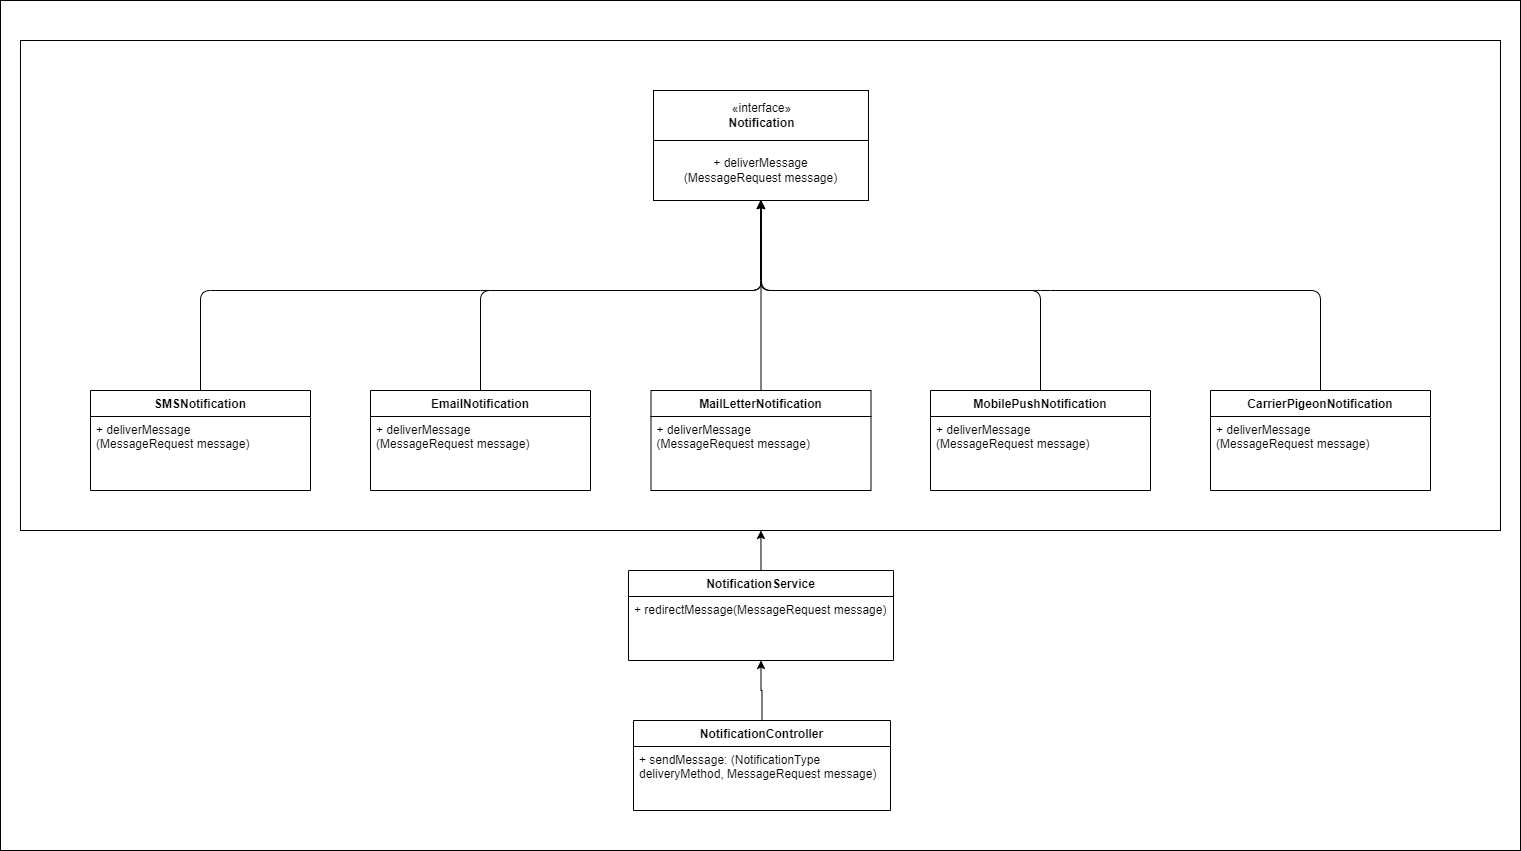 «interface»
Notification
+ deliverMessage
(MessageRequest message)
SMSNotification
+ deliverMessage
(MessageRequest message)
EmailNotification
+ deliverMessage
(MessageRequest message)
MailLetterNotification
+ deliverMessage
(MessageRequest message)
MobilePushNotification
+ deliverMessage
(MessageRequest message)
CarrierPigeonNotification
+ deliverMessage
(MessageRequest message)
NotificationService
+ redirectMessage(MessageRequest message)
NotificationController
+ sendMessage: (NotificationType
deliveryMethod, MessageRequest message)